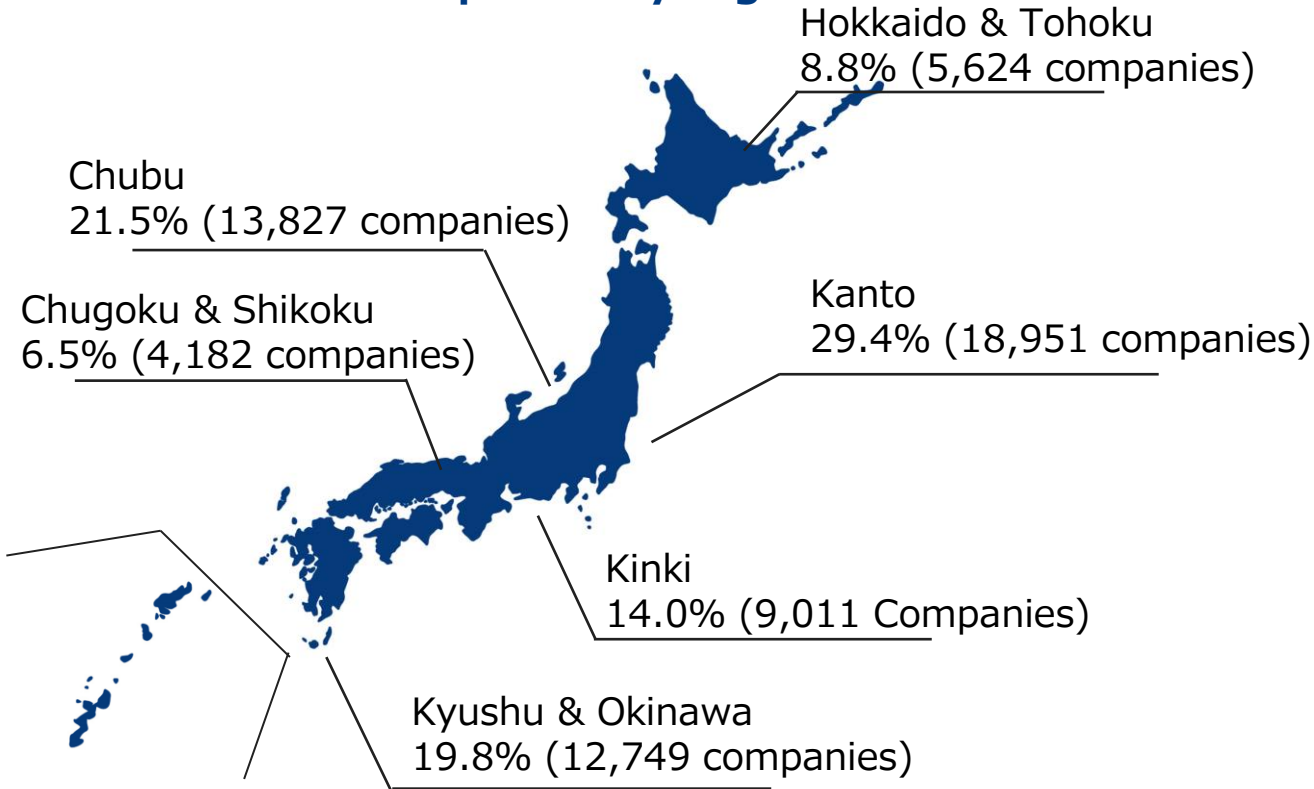 Hokkaido & Tohoku
8.8% (5,624 companies)
Chubu
21.5% (13,827 companies)
Kanto
29.4% (18,951 companies)
Chugoku & Shikoku
6.5% (4,182 companies)
Kinki
14.0% (9,011 Companies)
Kyushu & Okinawa
19.8% (12,749 companies)